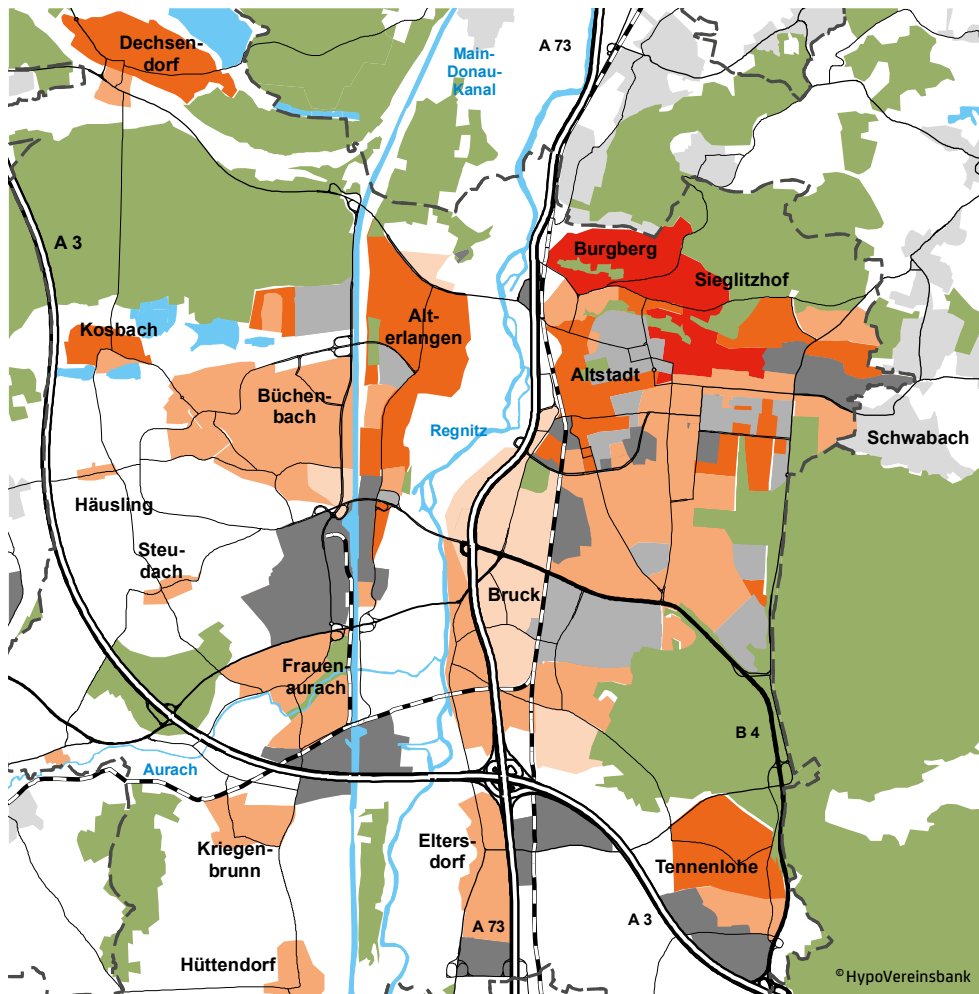 Dechsen-
dorf
Main-
Donau-
Kanal
A 73
A 3
Burgberg
Sieglitzhof
Kosbach
Alt-
erlangen
Altstadt
Büchen-
bach
Regnitz
Schwabach
Häusling
Steu-
dach
Bruck
Frauen-
aurach
B 4
Aurach
Kriegen-
brunn
Elters-
dorf
Tennenlohe
A 73
A 3
Hüttendorf
© HypoVereinsbank